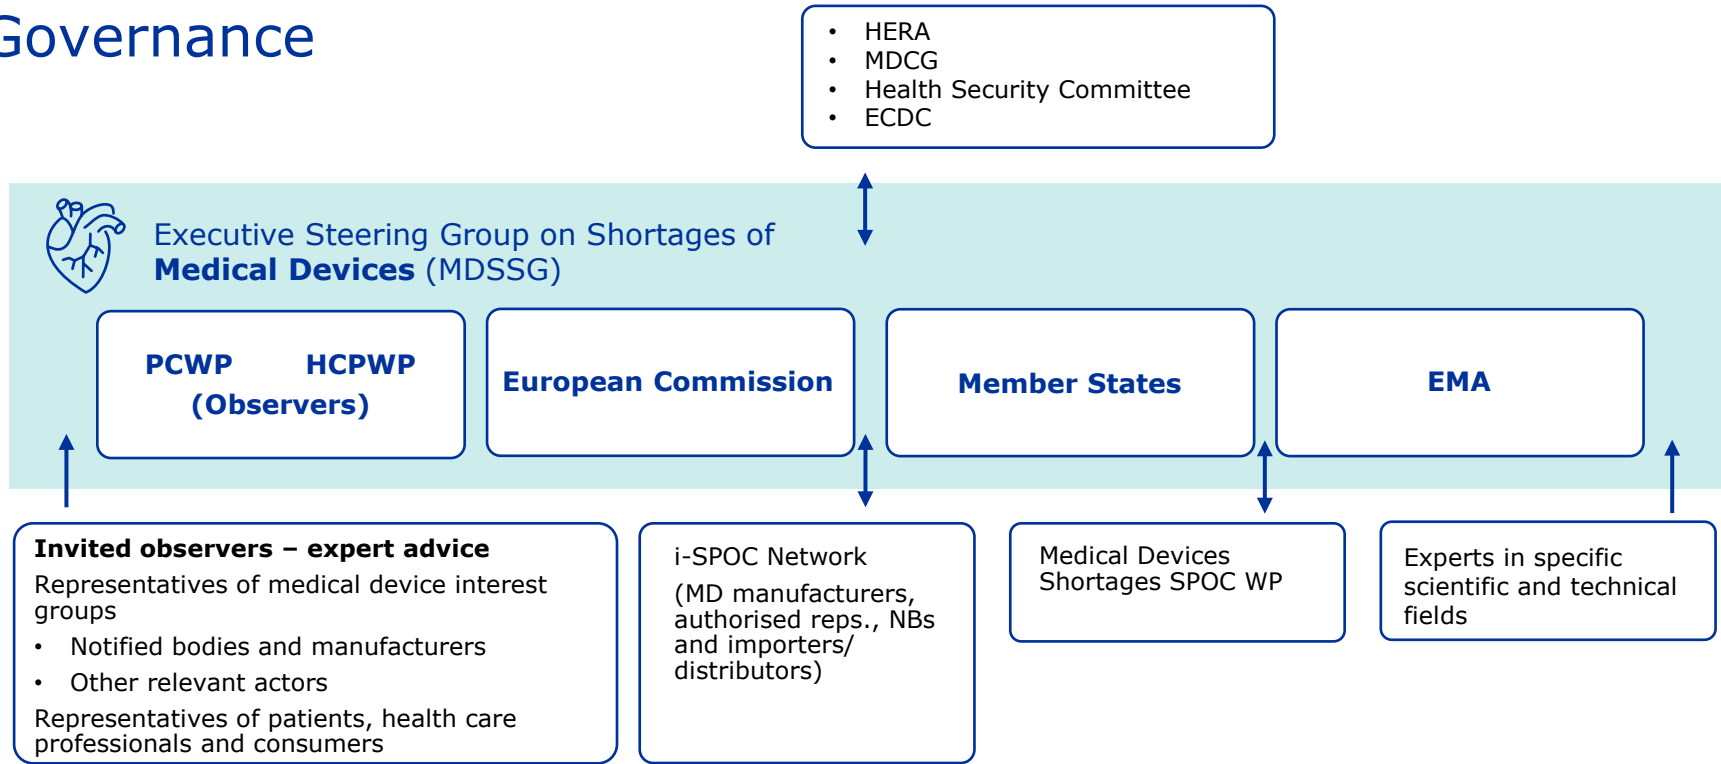 Governance
• HERA
• MDCG
• Health Security Committee
• ECDC
Executive Steering Group on Shortages of
Medical Devices (MDSSG)
PCWP HCPWP
(Observers)
European Commission
Member States
EMA
Invited observers – expert advice
Representatives of medical device interest
groups
• Notified bodies and manufacturers
• Other relevant actors
Representatives of patients, health care
professionals and consumers
i-SPOC Network
(MD manufacturers,
authorised reps., NBs
and importers/
distributors)
Medical Devices
Shortages SPOC WP
Experts in specific
scientific and technical
fields